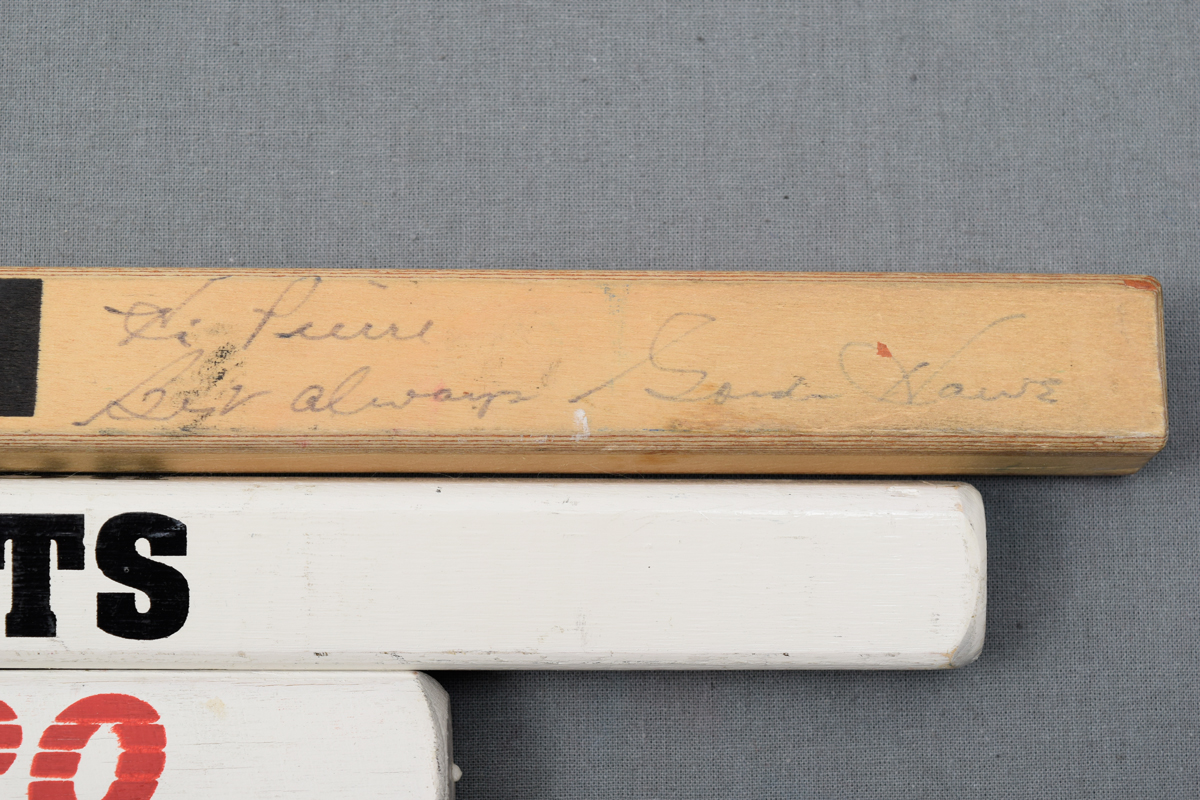 Hi Pierre
Best always Gordie Howe
TS
O